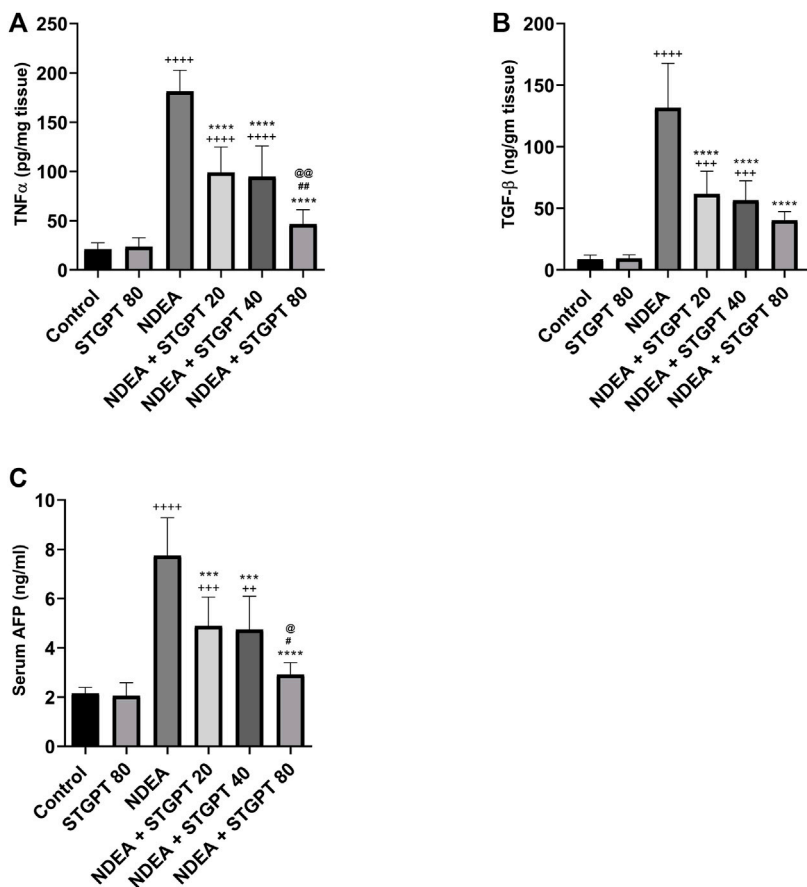 A
TNFα (pg/mg tissue)
250
200
150
100
50
0
++++
****
++++
****
++++
@@
##
****
Control
STGPT 80
NDEA
NDEA + STGPT 20
NDEA + STGPT 40
NDEA + STGPT 80
B
TGF-β (ng/gm tissue)
200
150
100
50
0
++++
****
+++
****
+++
****
Control
STGPT 80
NDEA
NDEA + STGPT 20
NDEA + STGPT 40
NDEA + STGPT 80
C
Serum AFP (ng/ml)
10
8
6
4
2
0
++++
***
+++
***
++
@
#
****
Control
STGPT 80
NDEA
NDEA + STGPT 20
NDEA + STGPT 40
NDEA + STGPT 80